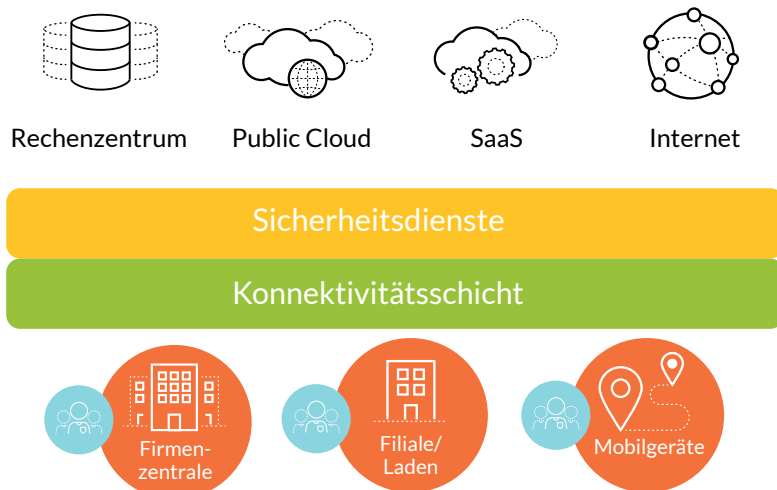 Rechenzentrum
Public Cloud
SaaS
Internet
Sicherheitsdienste
Konnektivitätsschicht
Firmen-
zentrale
Filiale/
Laden
Mobilgeräte